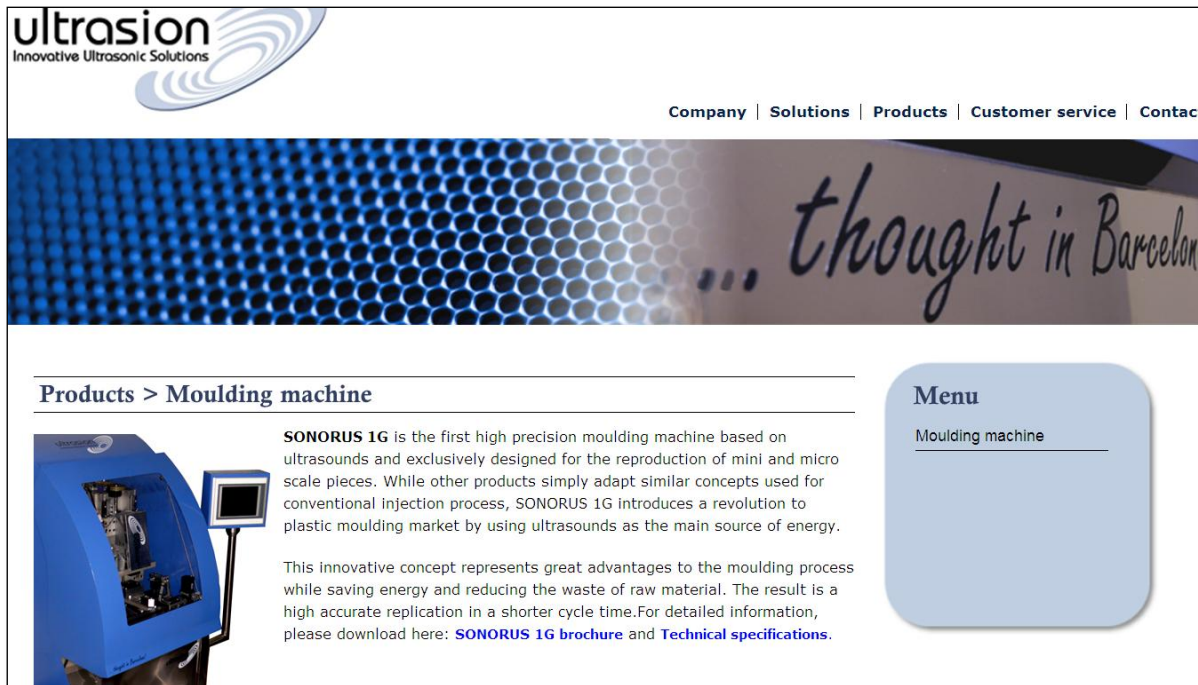 ultrasion
Innovative Ultrasonic Solutions
Company | Solutions | Products | Customer service | Contac
... thought in Barcelon
Products > Moulding machine
SONORUS 1G is the first high precision moulding machine based on
ultrasounds and exclusively designed for the reproduction of mini and micro
scale pieces. While other products simply adapt similar concepts used for
conventional injection process, SONORUS 1G introduces a revolution to
plastic moulding market by using ultrasounds as the main source of energy.
This innovative concept represents great advantages to the moulding process
while saving energy and reducing the waste of raw material. The result is a
high accurate replication in a shorter cycle time.For detailed information,
please download here: SONORUS 1G brochure and Technical specifications.
Menu
Moulding machine